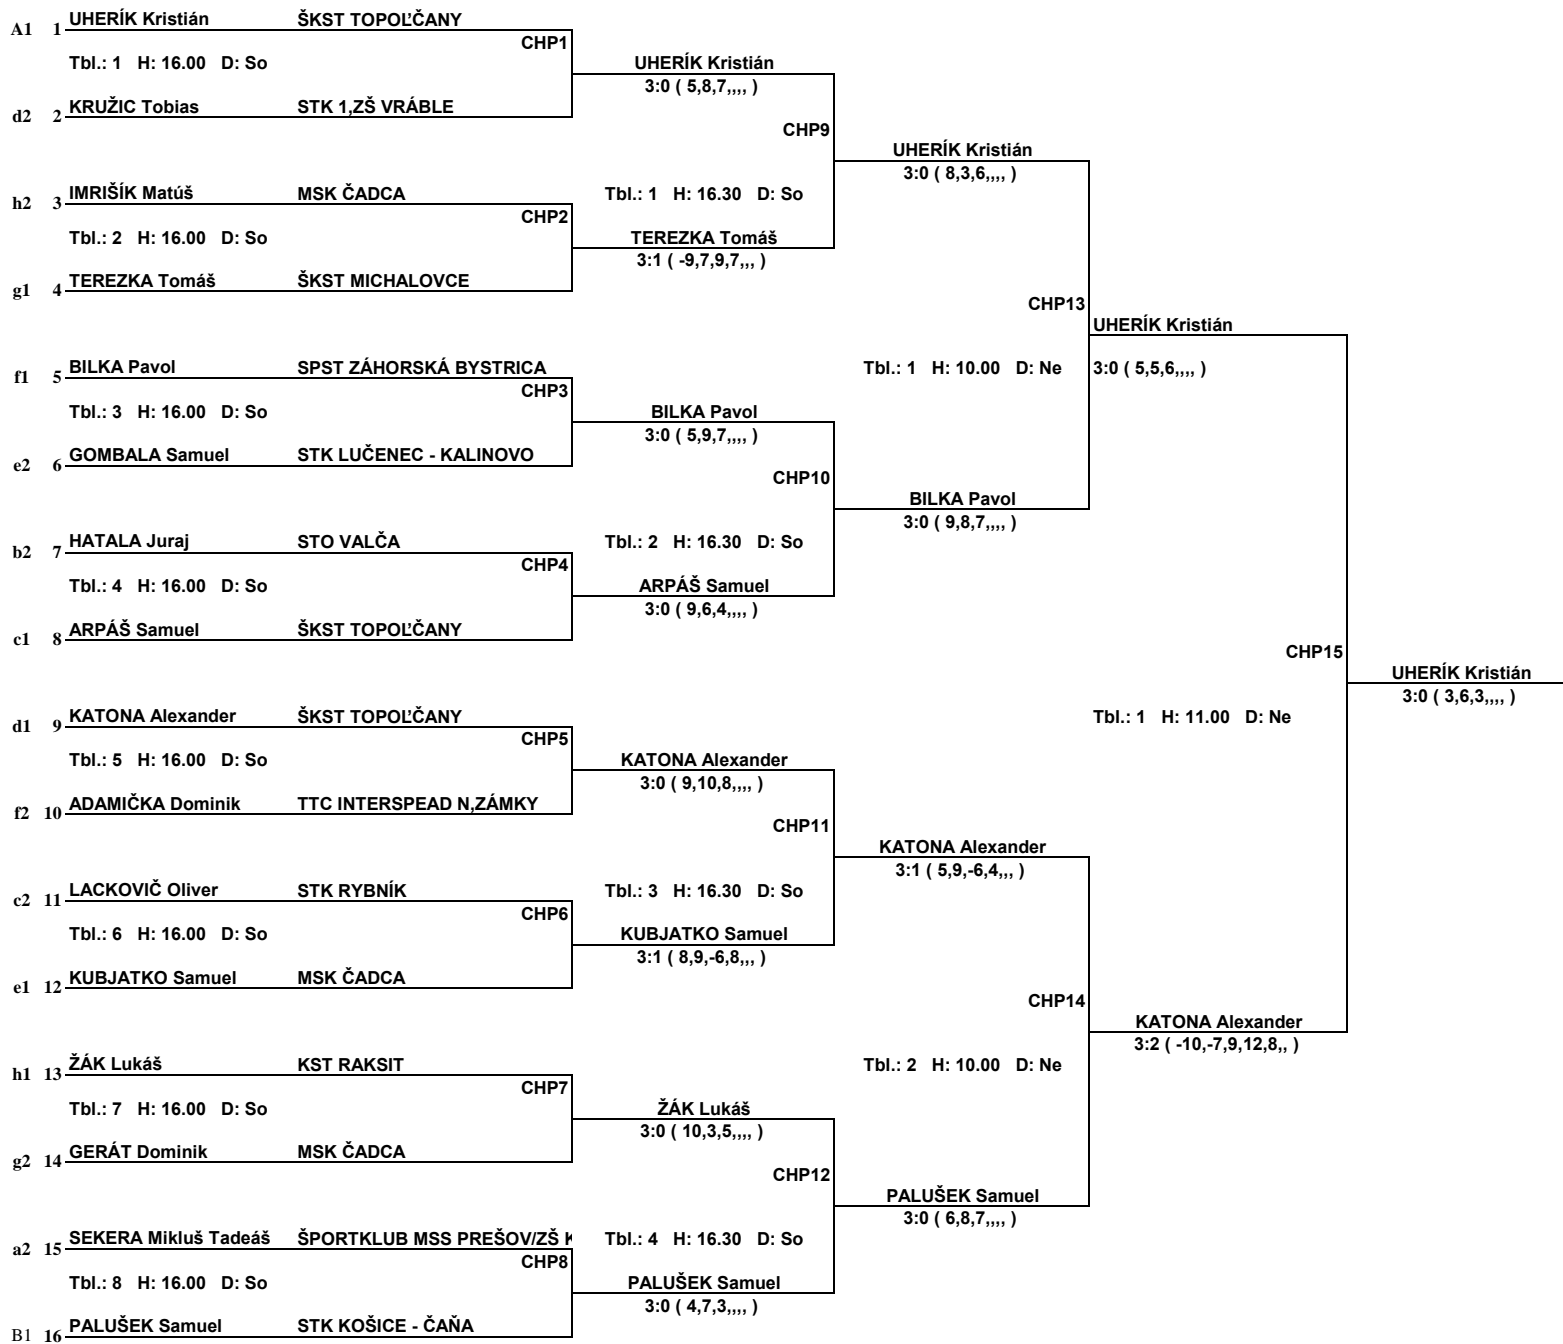 A1 1 UHERÍK Kristián ŠKST TOPOĽČANY
CHP1
Tbl.: 1 H: 16.00 D: So
UHERÍK Kristián
3:0 ( 5,8,7,,,, )
d2 2 KRUŽIC Tobias STK 1,ZŠ VRÁBLE
CHP9
UHERÍK Kristián
3:0 ( 8,3,6,,,, )
h2 3 IMRIŠÍK Matúš MSK ČADCA
Tbl.: 1 H: 16.30 D: So
CHP2
Tbl.: 2 H: 16.00 D: So
TEREZKA Tomáš
3:1 ( -9,7,9,7,,, )
g1 4 TEREZKA Tomáš ŠKST MICHALOVCE
CHP13
UHERÍK Kristián
f1 5 BILKA Pavol SPST ZÁHORSKÁ BYSTRICA
Tbl.: 1 H: 10.00 D: Ne
3:0 ( 5,5,6,,,, )
CHP3
Tbl.: 3 H: 16.00 D: So
BILKA Pavol
3:0 ( 5,9,7,,,, )
e2 6 GOMBALA Samuel STK LUČENEC - KALINOVO
CHP10
BILKA Pavol
3:0 ( 9,8,7,,,, )
b2 7 HATALA Juraj STO VALČA
Tbl.: 2 H: 16.30 D: So
CHP4
Tbl.: 4 H: 16.00 D: So
ARPÁŠ Samuel
3:0 ( 9,6,4,,,, )
c1 8 ARPÁŠ Samuel ŠKST TOPOĽČANY
CHP15
UHERÍK Kristián
3:0 ( 3,6,3,,,, )
d1 9 KATONA Alexander ŠKST TOPOĽČANY
Tbl.: 1 H: 11.00 D: Ne
CHP5
Tbl.: 5 H: 16.00 D: So
KATONA Alexander
3:0 ( 9,10,8,,,, )
f2 10 ADAMIČKA Dominik TTC INTERSPEAD N,ZÁMKY
CHP11
KATONA Alexander
3:1 ( 5,9,-6,4,,, )
c2 11 LACKOVIČ Oliver STK RYBNÍK
Tbl.: 3 H: 16.30 D: So
CHP6
Tbl.: 6 H: 16.00 D: So
KUBJATKO Samuel
3:1 ( 8,9,-6,8,,, )
e1 12 KUBJATKO Samuel MSK ČADCA
CHP14
KATONA Alexander
3:2 ( -10,-7,9,12,8,, )
h1 13 ŽÁK Lukáš KST RAKSIT
Tbl.: 2 H: 10.00 D: Ne
CHP7
Tbl.: 7 H: 16.00 D: So
ŽÁK Lukáš
3:0 ( 10,3,5,,,, )
g2 14 GERÁT Dominik MSK ČADCA
CHP12
PALUŠEK Samuel
3:0 ( 6,8,7,,,, )
a2 15 SEKERA Mikluš Tadeáš ŠPORTKLUB MSS PREŠOV/ZŠ K
Tbl.: 4 H: 16.30 D: So
CHP8
Tbl.: 8 H: 16.00 D: So
PALUŠEK Samuel
3:0 ( 4,7,3,,,, )
B1 16 PALUŠEK Samuel STK KOŠICE - ČAŇA